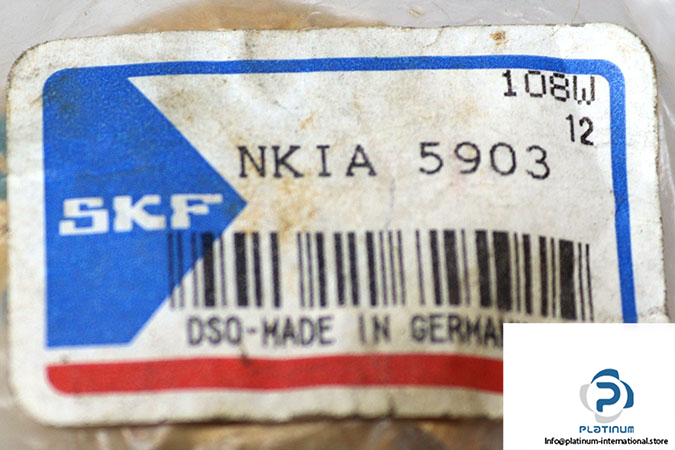 108W
12
NKIA 5903
SKF
DSO-MADE IN GERMAN
PLATINUM
Info@platinum-international.store